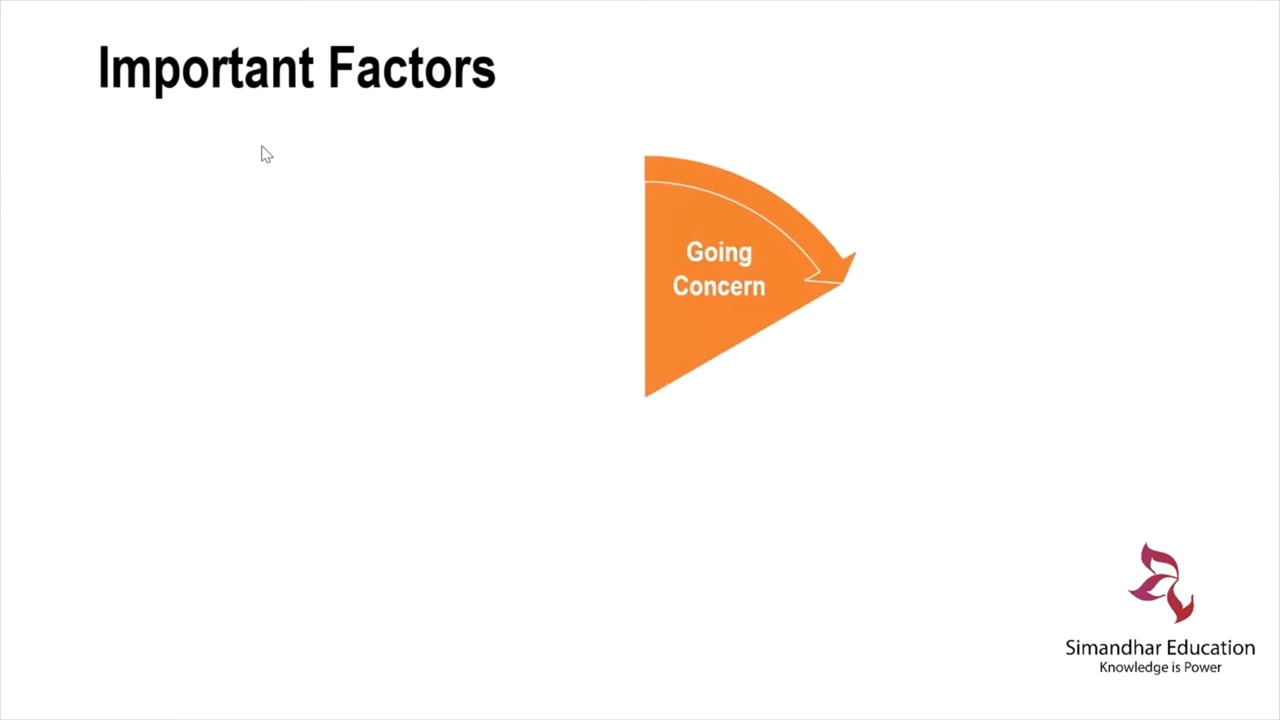 Important Factors
Going
Concern
Simandhar Education
Knowledge is Power